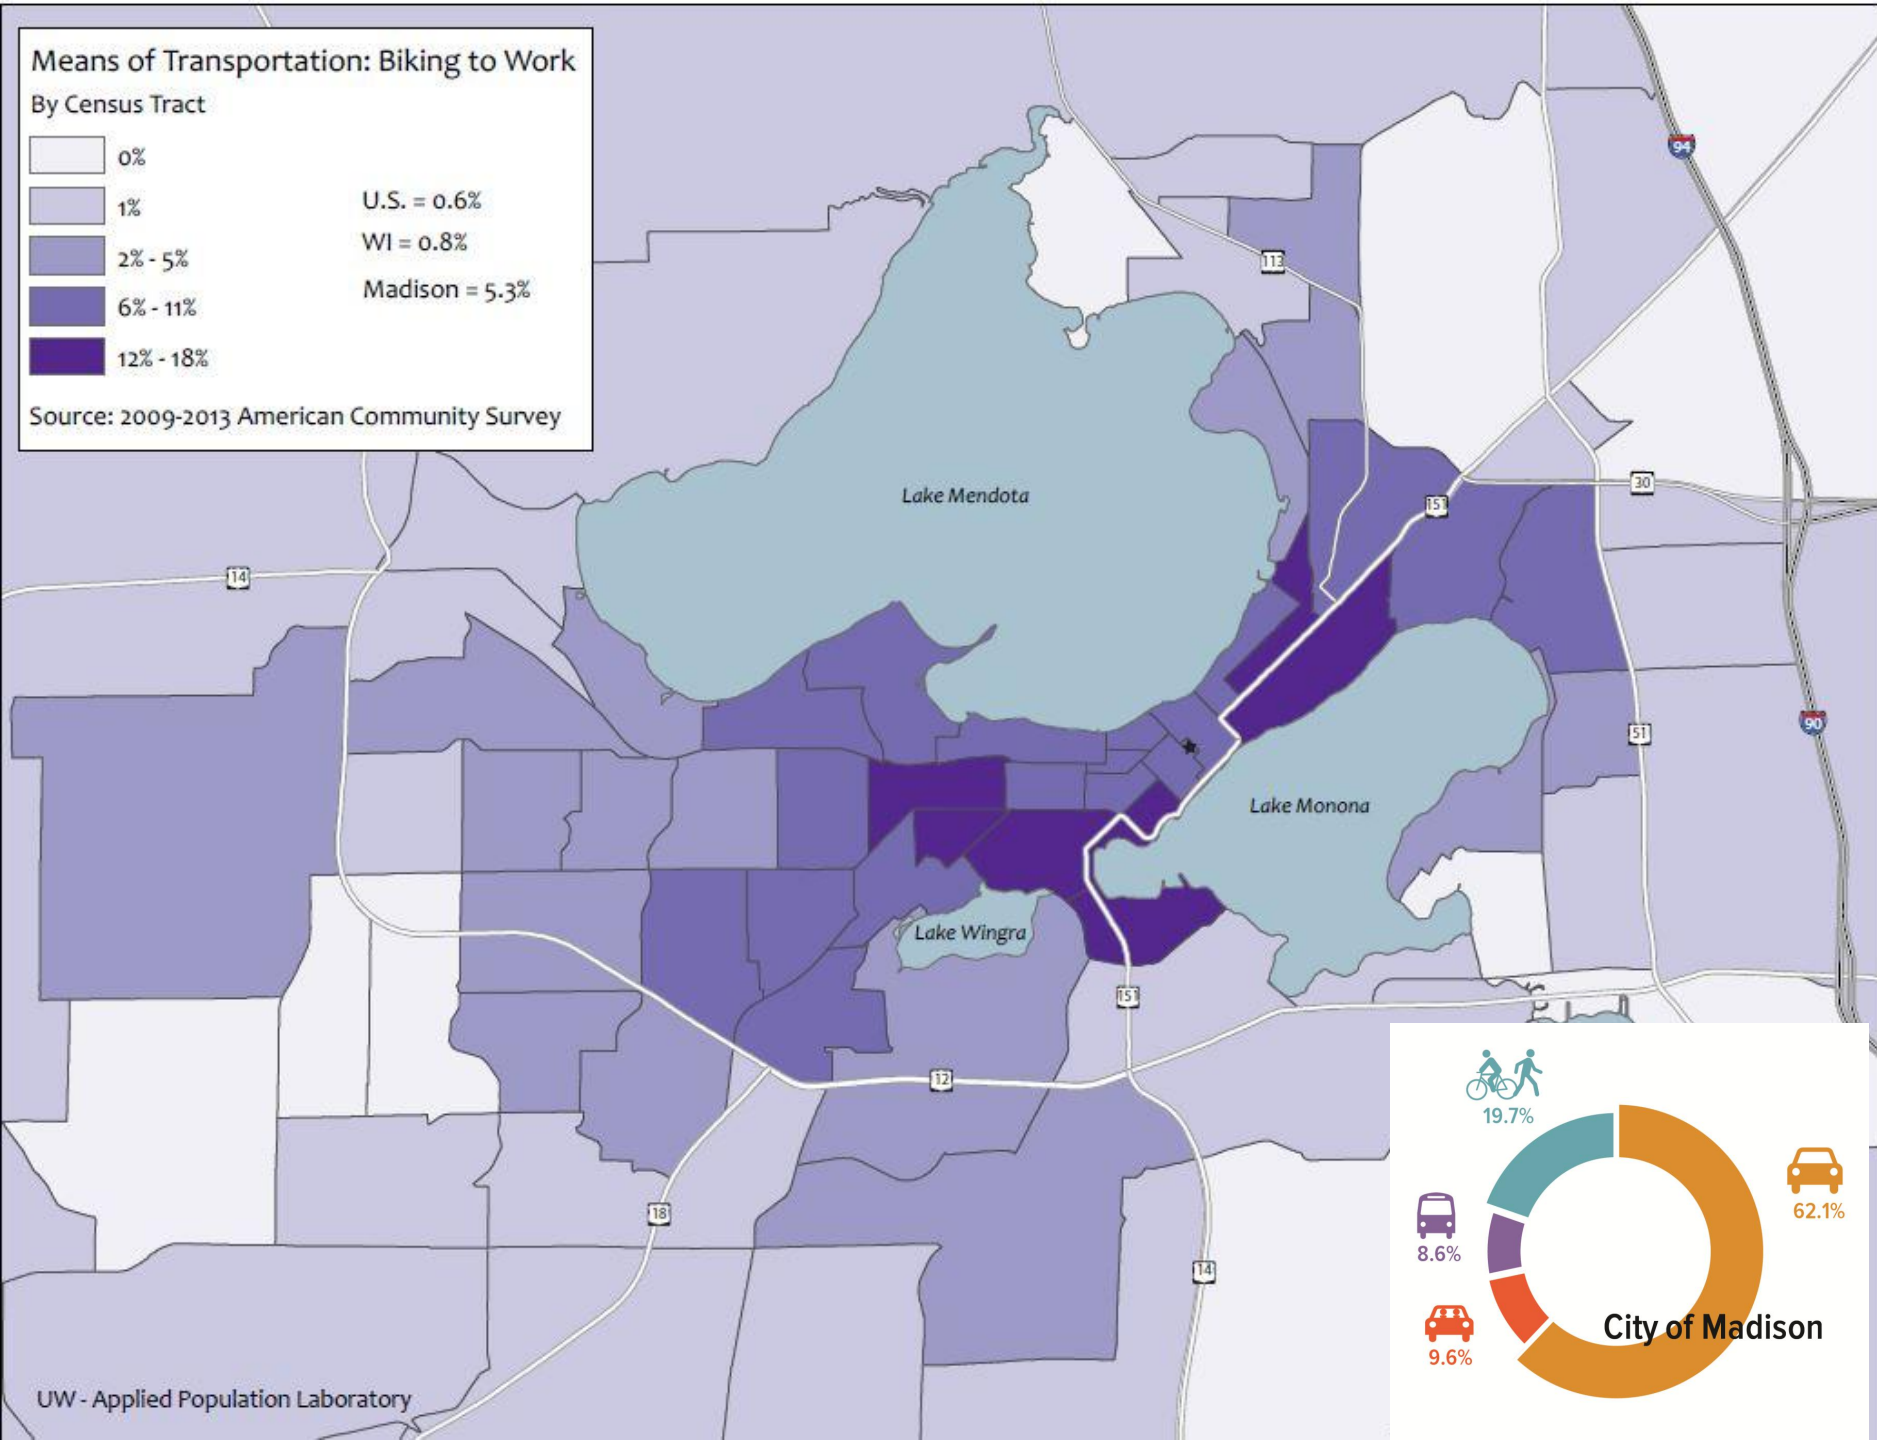 Means of Transportation: Biking to Work
By Census Tract
0%
1%
2% - 5%
6% - 11%
12% - 18%
U.S. = 0.6%
WI = 0.8%
Madison = 5.3%
Source: 2009-2013 American Community Survey
94
113
Lake Mendota
151
30
14
90
51
Lake Monona
Lake Wingra
151
12
18
14
19.7%
62.1%
8.6%
9.6%
City of Madison
UW - Applied Population Laboratory